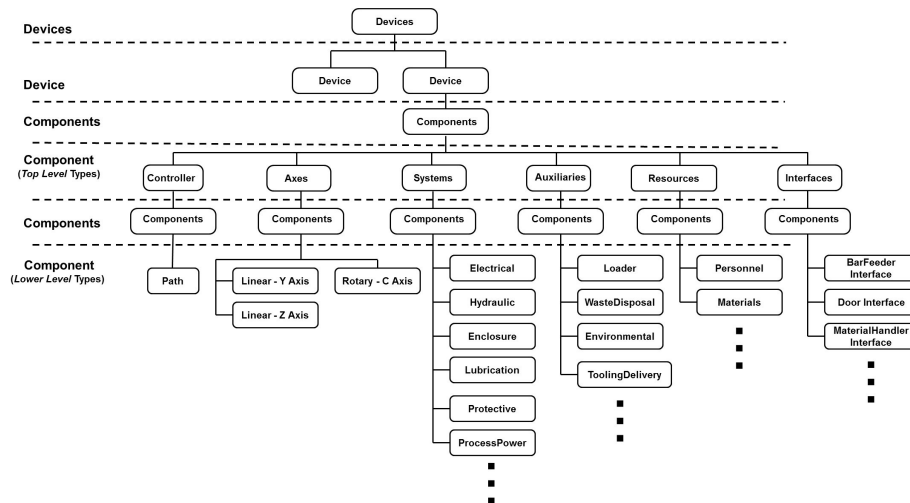 Devices
Devices
Device
Device
Device
Components
Components
Component
(Top Level Types)
Controller
Axes
Systems
Auxiliaries
Resources
Interfaces
Components
Components
Components
Components
Components
Components
Components
Component
(Lower Level Types)
Path
Linear - Y Axis
Rotary - C Axis
Linear - Z Axis
Electrical
Hydraulic
Enclosure
Lubrication
Protective
ProcessPower
Loader
WasteDisposal
Environmental
ToolingDelivery
Personnel
Materials
BarFeeder
Interface
Door Interface
MaterialHandler
Interface